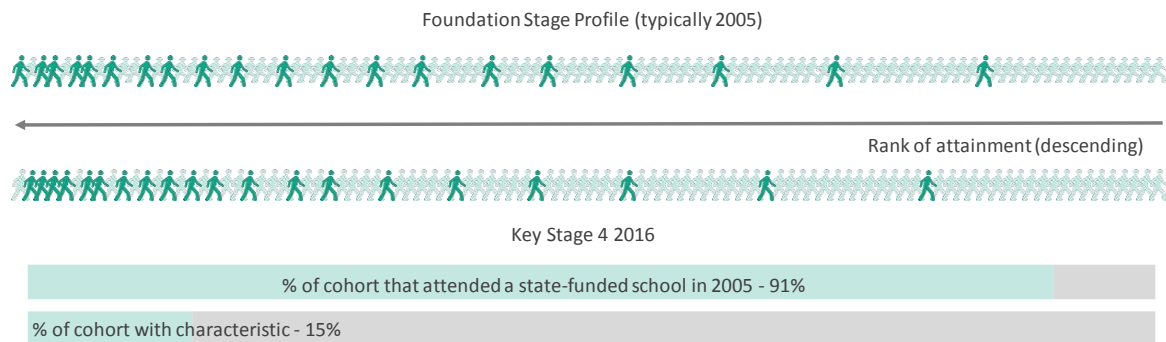 Foundation Stage Profile (typically 2005)
Rank of attainment (descending)
Key Stage 4 2016
% of cohort that attended a state-funded school in 2005 - 91%
% of cohort with characteristic - 15%